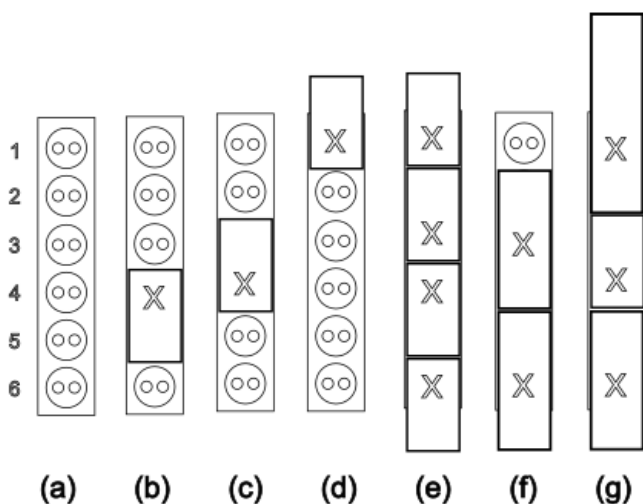 1 X X X
2
3 X X
4 X X X X
5
6 X X X
(a) (b) (c) (d) (e) (f) (g)